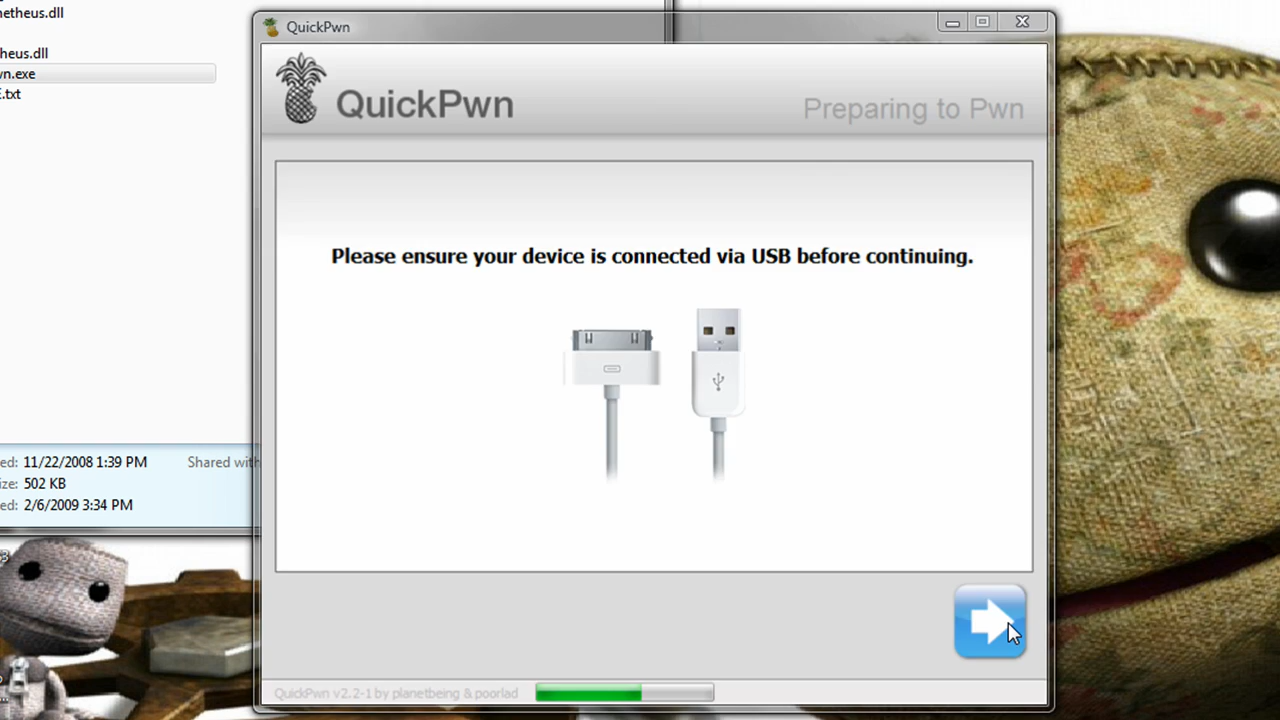 metheus.dll
heus.dll
wn.exe
E.txt
QuickPwn
QuickPwn
Preparing to Pwn
Please ensure your device is connected via USB before continuing.
ed: 11/22/2008 1:39 PM Shared with
ize: 502 KB
ed: 2/6/2009 3:34 PM
QuickPwn v2.2-1 by planetbeing & poorlad